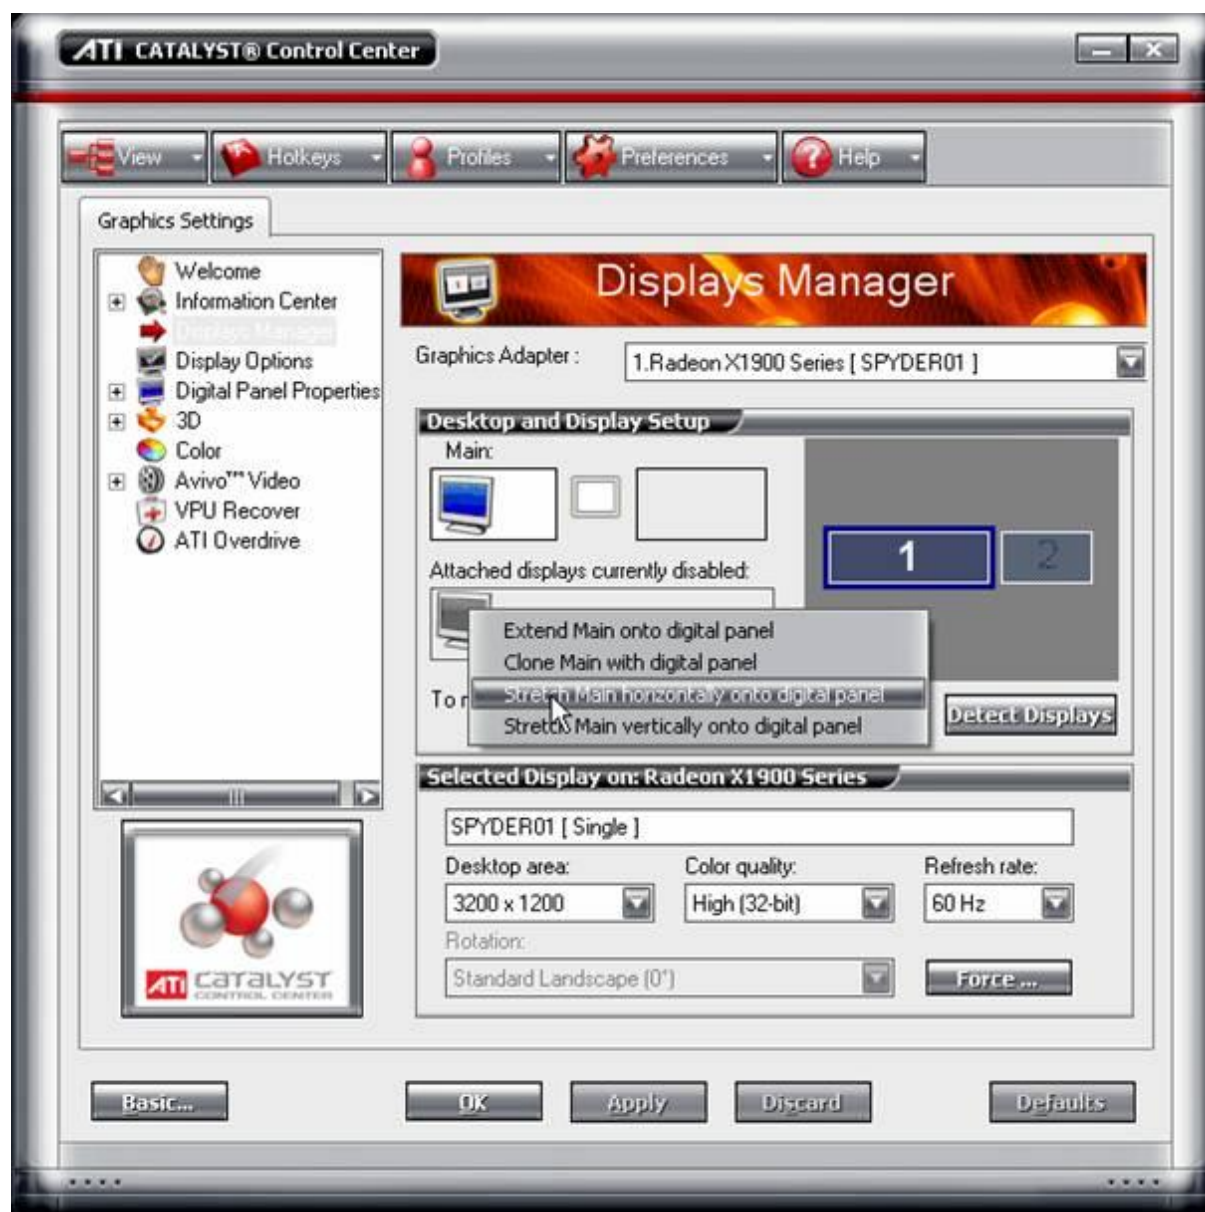 ATI CATALYST® Control Center
View
Hotkeys
Profiles
Preferences
Help
Graphics Settings
Welcome
Information Center
Displays Manager
Display Options
Digital Panel Properties
3D
Color
Avivo™ Video
VPU Recover
ATI Overdrive
ATI CATALYST
CONTROL CENTER
Displays Manager
Graphics Adapter :
1.Radeon X1900 Series [ SPYDER01 ]
Desktop and Display Setup
Main:
1
2
Attached displays currently disabled:
Extend Main onto digital panel
Clone Main with digital panel
Stretch Main horizontally onto digital panel
Stretch Main vertically onto digital panel
To r
Detect Displays
Selected Display on: Radeon X1900 Series
SPYDER01 [ Single ]
Desktop area:
Color quality:
Refresh rate:
3200 x 1200
High (32-bit)
60 Hz
Rotation:
Standard Landscape (0°)
Force ...
Basic...
OK
Apply
Discard
Defaults